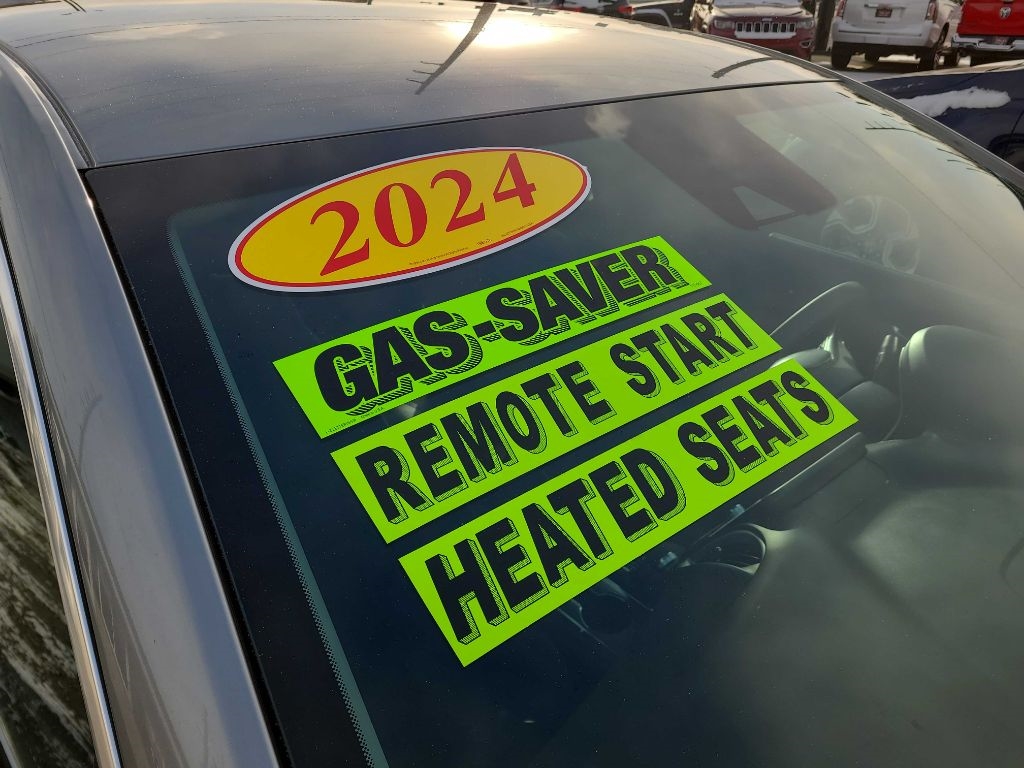 2024
GAS-SAVER
REMOTE START
HEATED SEATS